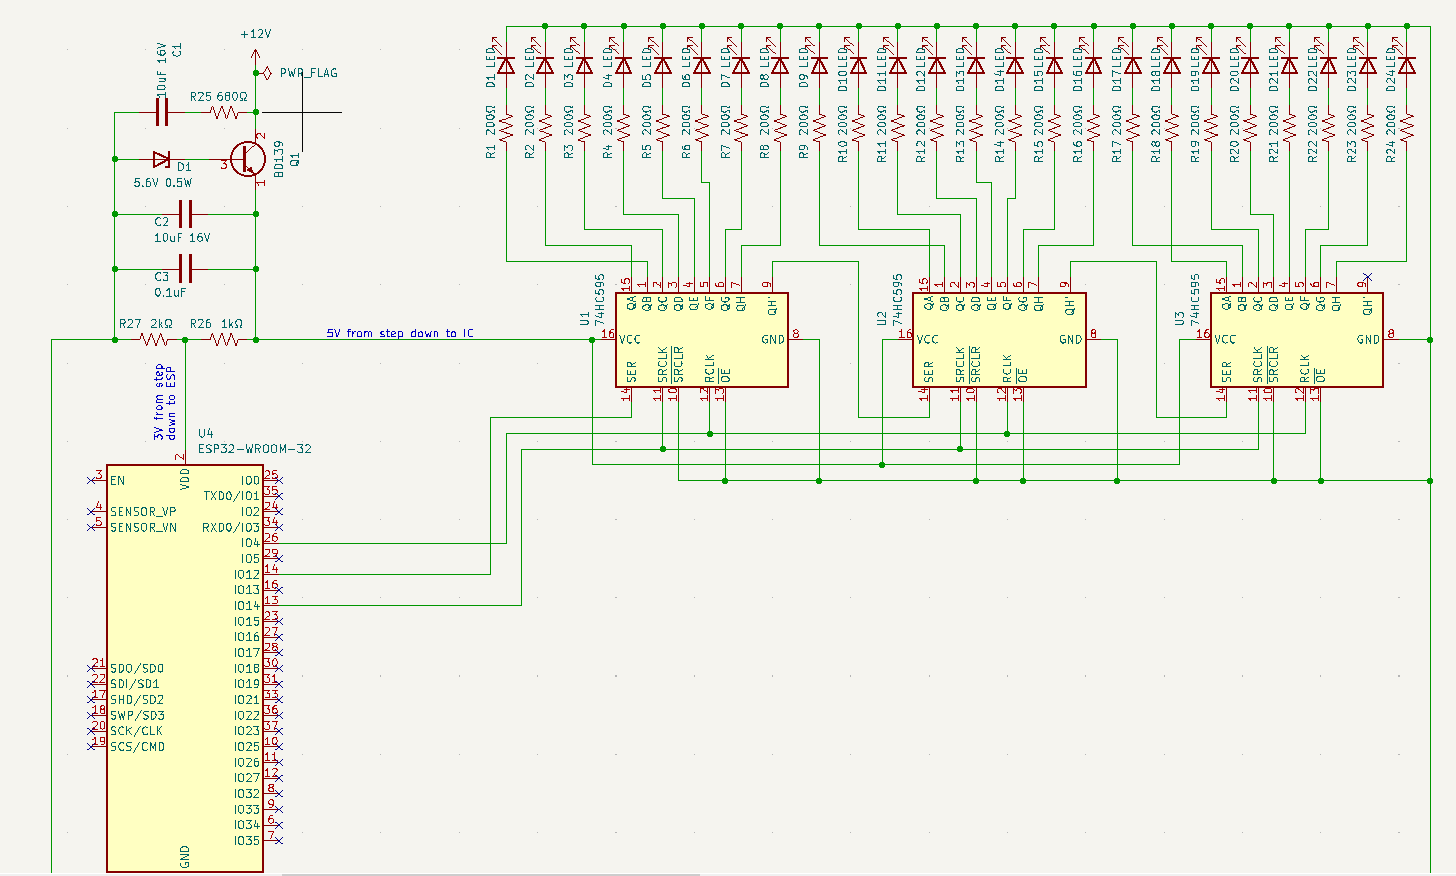 +12V
PWR_FLAG
C1
10uF 16V
R25 680Ω
2
BD139
Q1
3
1
D1
5.6V 0.5W
C2
10uF 16V
C3
0.1uF
R27 2kΩ
R26 1kΩ
5V from step down to IC
3V from step
down to ESP
D1 LED
D2 LED
D3 LED
D4 LED
D5 LED
D6 LED
D7 LED
D8 LED
D9 LED
D10 LED
D11 LED
D12 LED
D13 LED
D14 LED
D15 LED
D16 LED
D17 LED
D18 LED
D19 LED
D20 LED
D21 LED
D22 LED
D23 LED
D24 LED
R1 200Ω
R2 200Ω
R3 200Ω
R4 200Ω
R5 200Ω
R6 200Ω
R7 200Ω
R8 200Ω
R9 200Ω
R10 200Ω
R11 200Ω
R12 200Ω
R13 200Ω
R14 200Ω
R15 200Ω
R16 200Ω
R17 200Ω
R18 200Ω
R19 200Ω
R20 200Ω
R21 200Ω
R22 200Ω
R23 200Ω
R24 200Ω
U1
74HC595
15 1 2 3 4 5 6 7 9
QA QB QC QD QE QF QG QH QH'
16 VCC GND 8
SER SRCLK SRCLR RCLK OE
14 11 10 12 13
U2
74HC595
15 1 2 3 4 5 6 7 9
QA QB QC QD QE QF QG QH QH'
16 VCC GND 8
SER SRCLK SRCLR RCLK OE
14 11 10 12 13
U3
74HC595
15 1 2 3 4 5 6 7 9
QA QB QC QD QE QF QG QH QH'
16 VCC GND 8
SER SRCLK SRCLR RCLK OE
14 11 10 12 13
U4
ESP32-WROOM-32
2
VDD
3 EN
4 SENSOR_VP
5 SENSOR_VN
21 SDO/SD0
22 SDI/SD1
17 SHD/SD2
18 SWP/SD3
20 SCK/CLK
19 SCS/CMD
IO0 25
TXD0/IO1 35
IO2 24
RXD0/IO3 34
IO4 26
IO5 29
IO12 14
IO13 16
IO14 13
IO15 23
IO16 27
IO17 28
IO18 30
IO19 31
IO21 33
IO22 36
IO23 37
IO25 10
IO26 11
IO27 12
IO32 8
IO33 9
IO34 6
IO35 7
GND